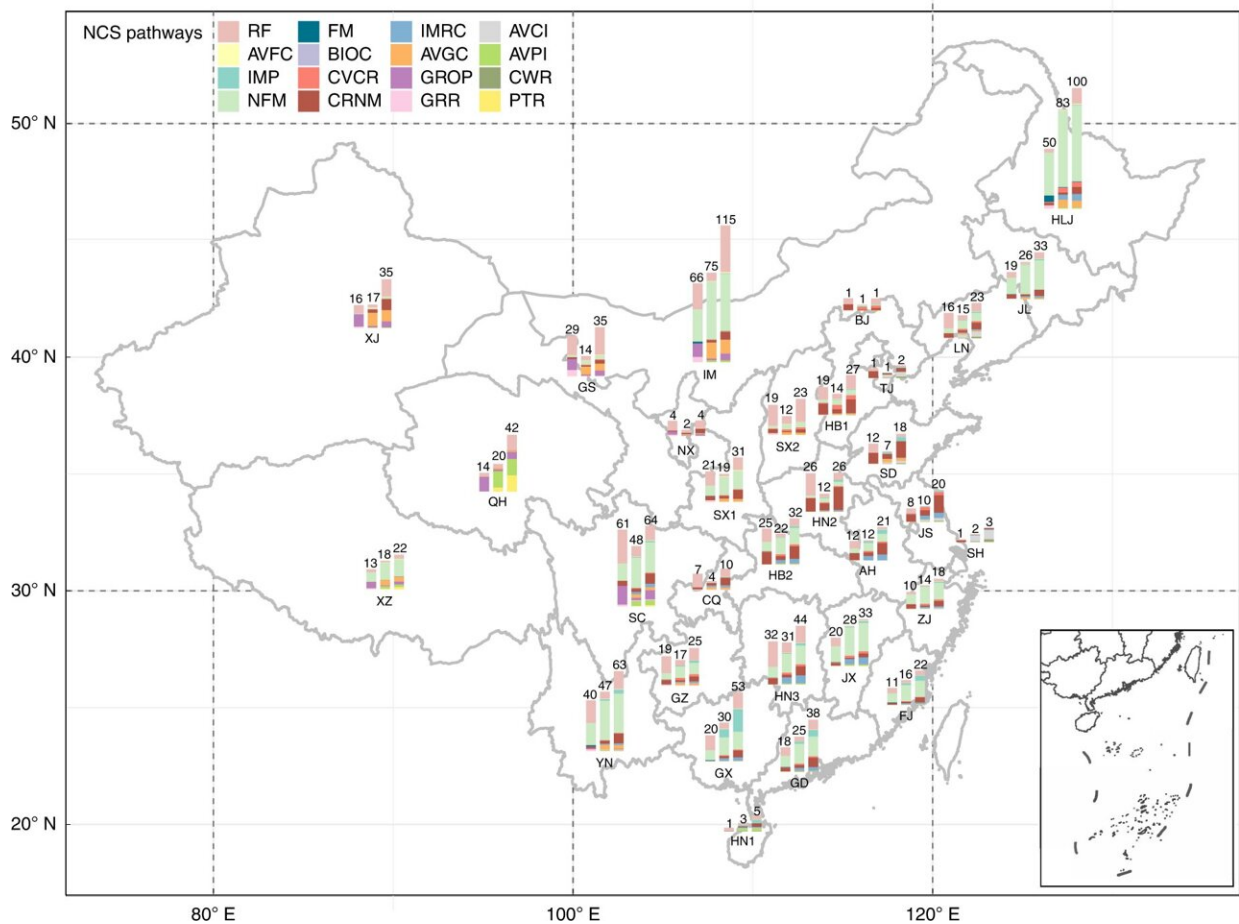 NCS pathways RF FM IMRC AVCI
AVFC BIOC AVGC AVPI
IMP CVCR GROP CWR
NFM CRNM GRR PTR
50° N
40° N
30° N
20° N
80° E
100° E
120° E
50 83 100
HLJ
19 26 33
JL
66 75 115
IM
16 17 35
XJ
29 14 35
GS
1 1 1
BJ
16 15 23
LN
1 1 2
TJ
19 14 27
HB1
19 12 23
SX2
4 2 4
NX
12 7 18
SD
14 20 42
QH
21 19 31
SX1
26 12 26
HN2
8 10 20
JS
1 2 3
SH
13 18 22
XZ
61 48 64
SC
7 4 10
CQ
25 22 32
HB2
12 12 21
AH
10 14 18
ZJ
40 47 63
YN
19 17 25
GZ
32 31 44
HN3
20 28 33
JX
11 16 22
FJ
20 30 53
GX
18 25 38
GD
1 3 5
HN1